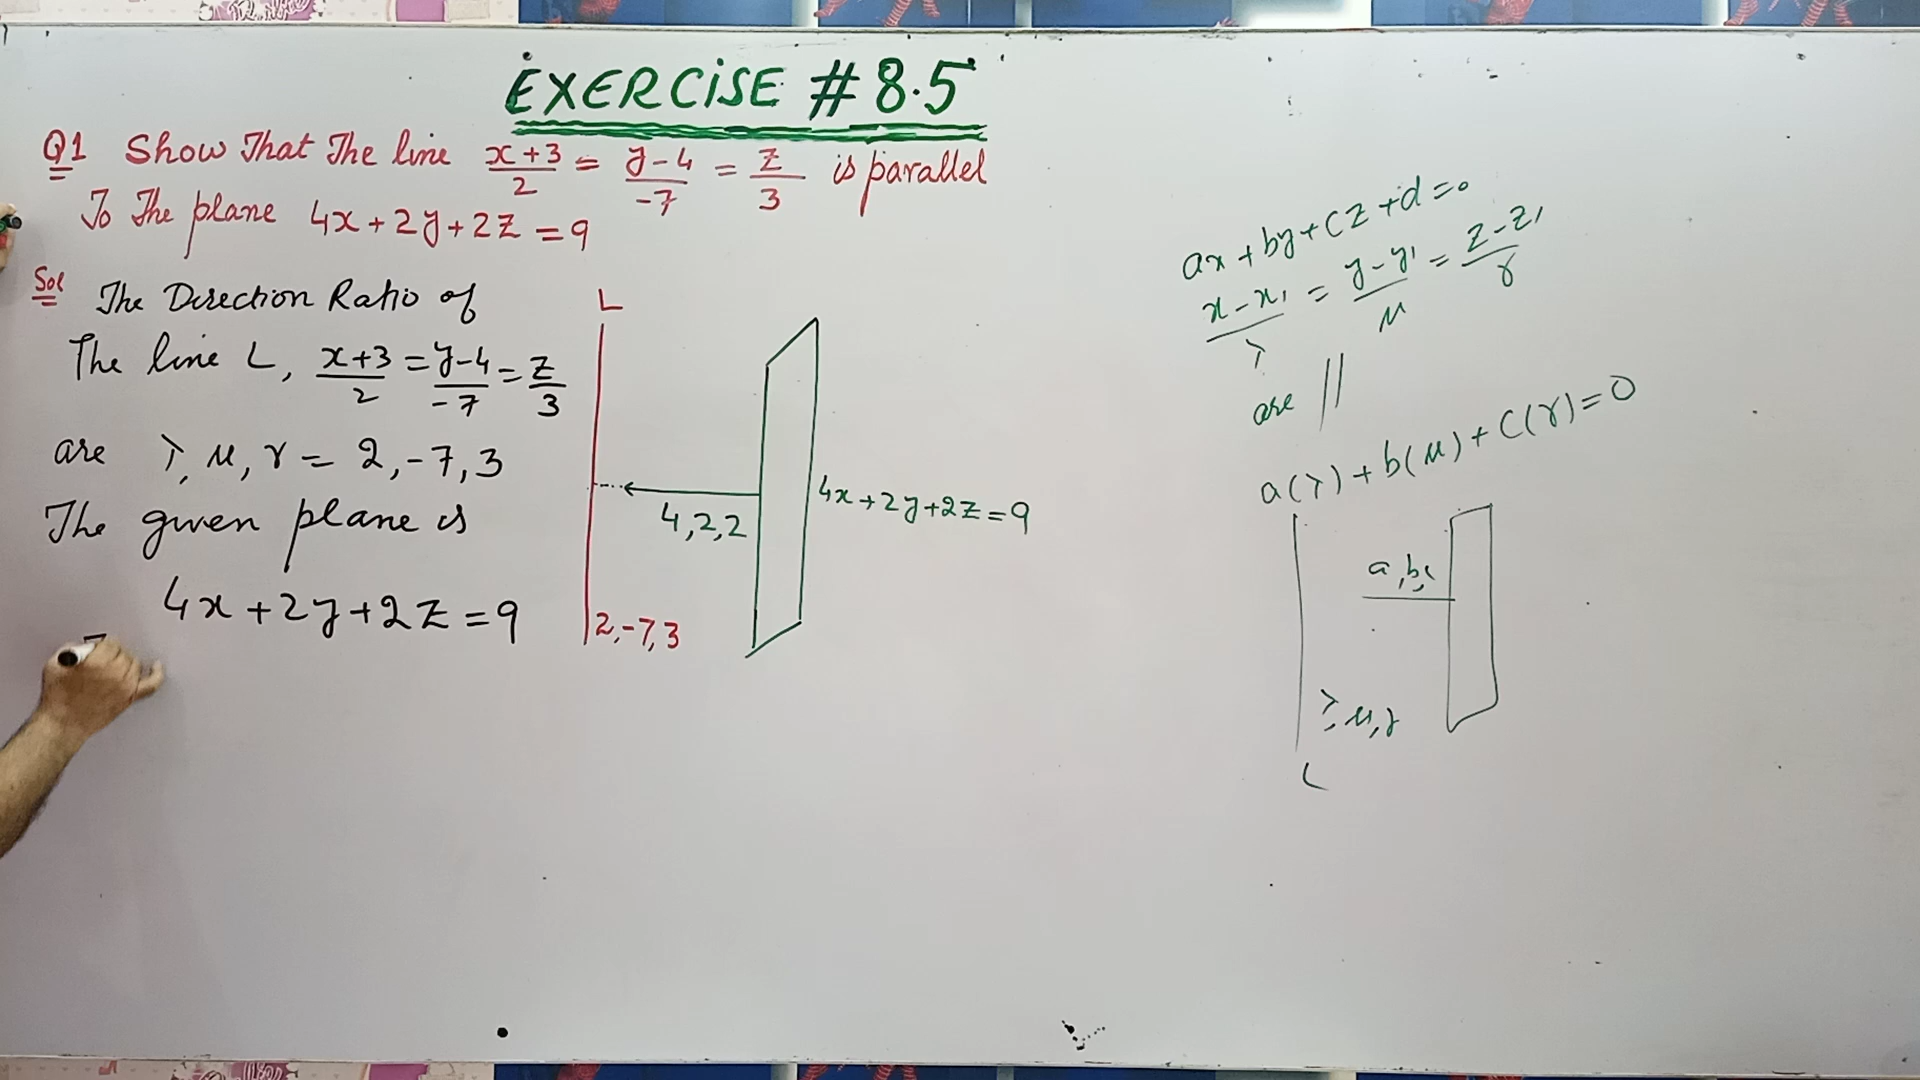 EXERCISE # 8.5
Q1 Show That The line x+3/2 = y-4/-7 = z/3 is parallel
To The plane 4x+2y+2z=9
Sol The Direction Ratio of
The line L, x+3/2 = y-4/-7 = z/3
are λ, μ, γ = 2,-7,3
The given plane is
4x+2y+2z=9
L
4,2,2
4x+2y+2z=9
2,-7,3
ax+by+cz+d=0
x-x₁/λ = y-y₁/μ = z-z₁/γ
are //
a(λ)+b(μ)+c(γ)=0
a,b,c
λ,μ,γ
L